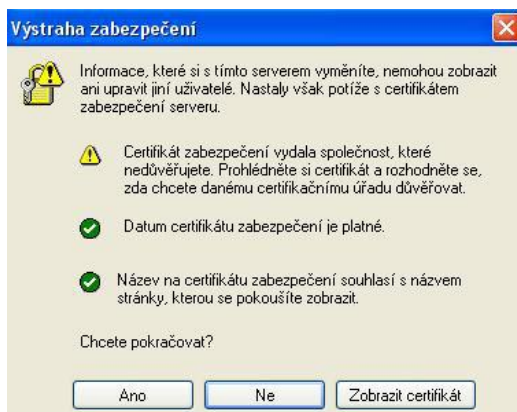 Výstraha zabezpečení
Informace, které si s tímto serverem vyměníte, nemohou zobrazit
ani upravit jiní uživatelé. Nastaly však potíže s certifikátem
zabezpečení serveru.
Certifikát zabezpečení vydala společnost, které
nedůvěřujete. Prohlédněte si certifikát a rozhodněte se,
zda chcete danému certifikačnímu úřadu důvěřovat.
Datum certifikátu zabezpečení je platné.
Název na certifikátu zabezpečení souhlasí s názvem
stránky, kterou se pokoušíte zobrazit.
Chcete pokračovat?
Ano Ne Zobrazit certifikát